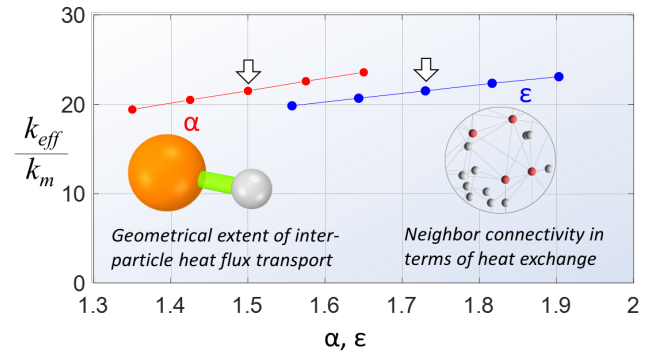 30
20
10
0
k_eff
k_m
α
ε
Geometrical extent of inter-
particle heat flux transport
Neighbor connectivity in
terms of heat exchange
1.3 1.4 1.5 1.6 1.7 1.8 1.9 2
α, ε